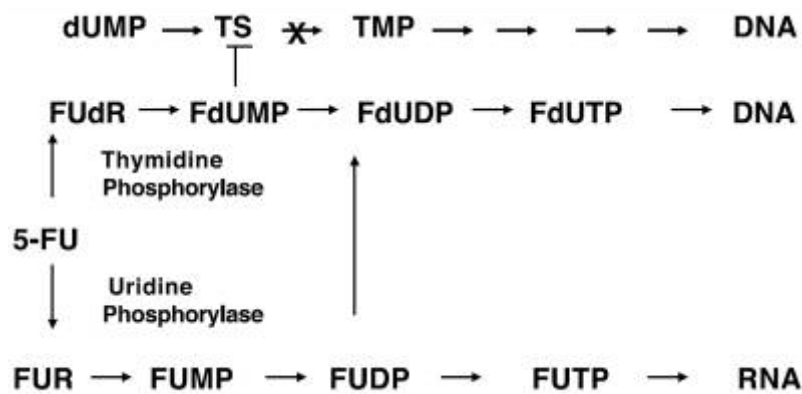 dUMP TS X TMP DNA
FUdR FdUMP FdUDP FdUTP DNA
Thymidine
Phosphorylase
5-FU
Uridine
Phosphorylase
FUR FUMP FUDP FUTP RNA